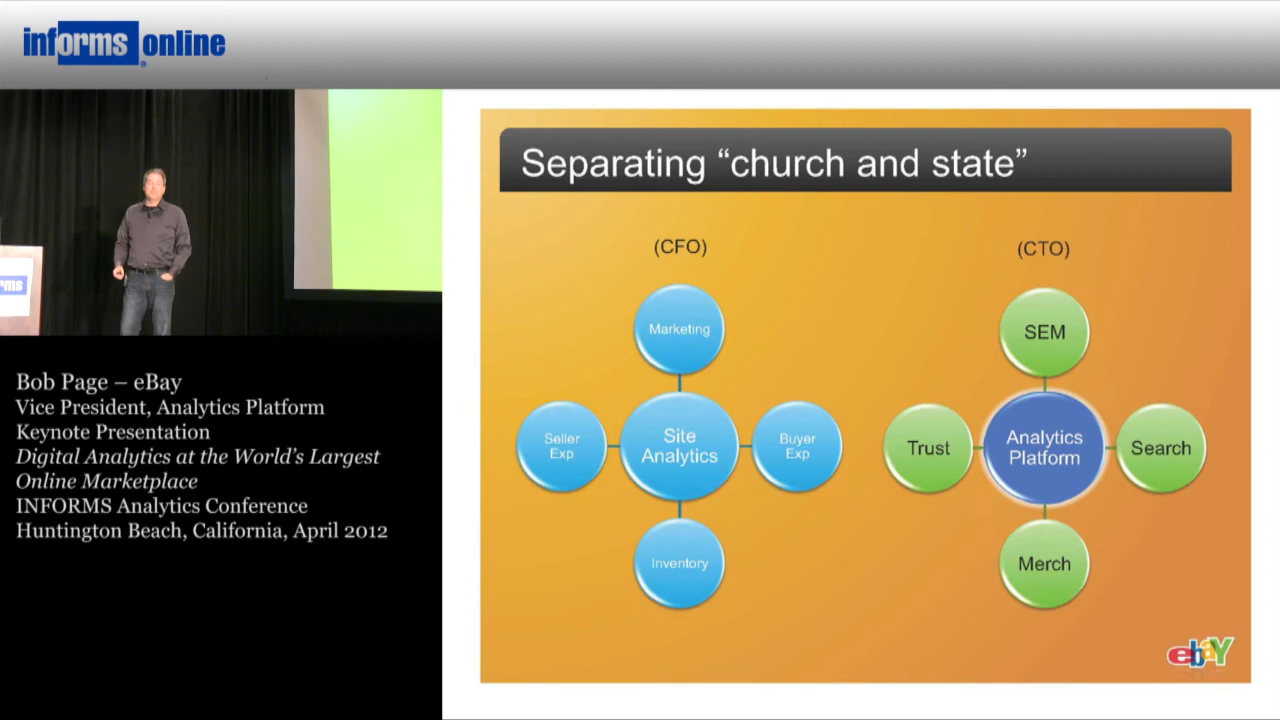 informs online
®
ms
Bob Page – eBay
Vice President, Analytics Platform
Keynote Presentation
Digital Analytics at the World's Largest
Online Marketplace
INFORMS Analytics Conference
Huntington Beach, California, April 2012
Separating “church and state”
(CFO)
Marketing
Seller
Exp
Site
Analytics
Buyer
Exp
Inventory
(CTO)
SEM
Trust
Analytics
Platform
Search
Merch
ebaY